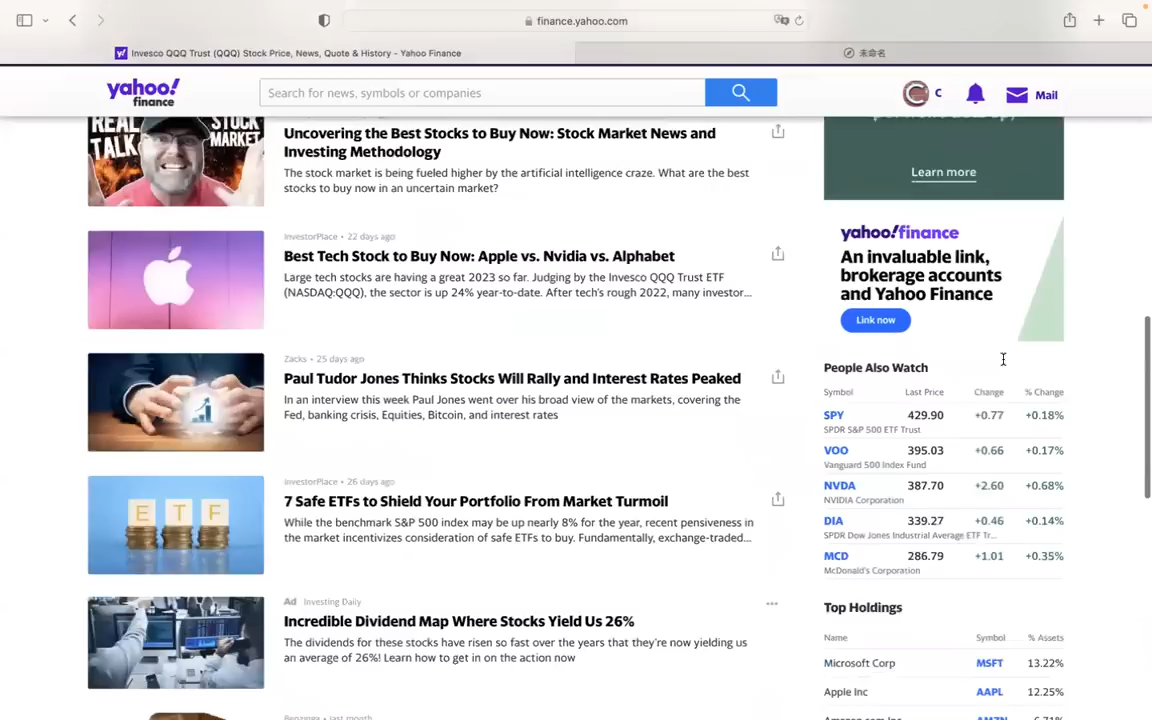 finance.yahoo.com
Invesco QQQ Trust (QQQ) Stock Price, News, Quote & History - Yahoo Finance
未命名
yahoo!
finance
Search for news, symbols or companies
C
Mail
REAL
TALK
STOCK
MARKET
Uncovering the Best Stocks to Buy Now: Stock Market News and
Investing Methodology
The stock market is being fueled higher by the artificial intelligence craze. What are the best
stocks to buy now in an uncertain market?
InvestorPlace • 22 days ago
Best Tech Stock to Buy Now: Apple vs. Nvidia vs. Alphabet
Large tech stocks are having a great 2023 so far. Judging by the Invesco QQQ Trust ETF
(NASDAQ:QQQ), the sector is up 24% year-to-date. After tech's rough 2022, many investor...
Zacks • 25 days ago
Paul Tudor Jones Thinks Stocks Will Rally and Interest Rates Peaked
In an interview this week Paul Jones went over his broad view of the markets, covering the
Fed, banking crisis, Equities, Bitcoin, and interest rates
InvestorPlace • 26 days ago
7 Safe ETFs to Shield Your Portfolio From Market Turmoil
While the benchmark S&P 500 index may be up nearly 8% for the year, recent pensiveness in
the market incentivizes consideration of safe ETFs to buy. Fundamentally, exchange-traded...
E T F
Ad Investing Daily
Incredible Dividend Map Where Stocks Yield Us 26%
The dividends for these stocks have risen so fast over the years that they're now yielding us
an average of 26%! Learn how to get in on the action now
Benzinga • last month
Learn more
yahoo!finance
An invaluable link,
brokerage accounts
and Yahoo Finance
Link now
People Also Watch
Symbol Last Price Change % Change
SPY 429.90 +0.77 +0.18%
SPDR S&P 500 ETF Trust
VOO 395.03 +0.66 +0.17%
Vanguard 500 Index Fund
NVDA 387.70 +2.60 +0.68%
NVIDIA Corporation
DIA 339.27 +0.46 +0.14%
SPDR Dow Jones Industrial Average ETF Tr...
MCD 286.79 +1.01 +0.35%
McDonald's Corporation
Top Holdings
Name Symbol % Assets
Microsoft Corp MSFT 13.22%
Apple Inc AAPL 12.25%
Amazon.com Inc AMZN 6.71%